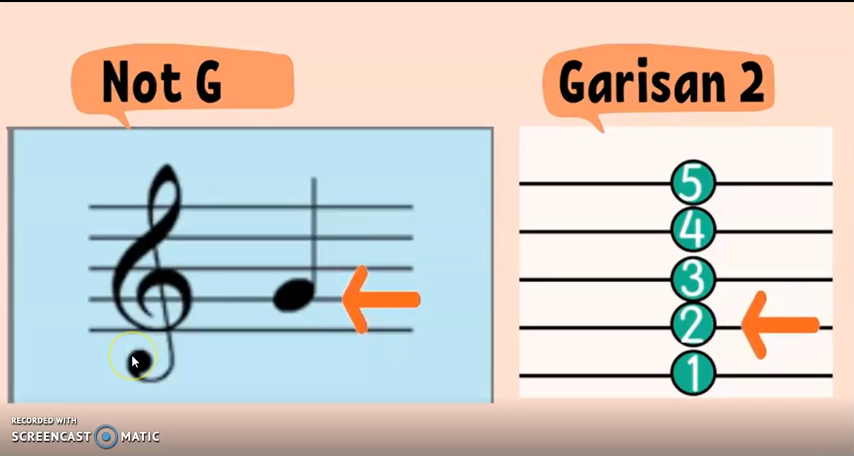 Not G
Garisan 2
5
4
3
2
1
RECORDED WITH
SCREENCAST MATIC